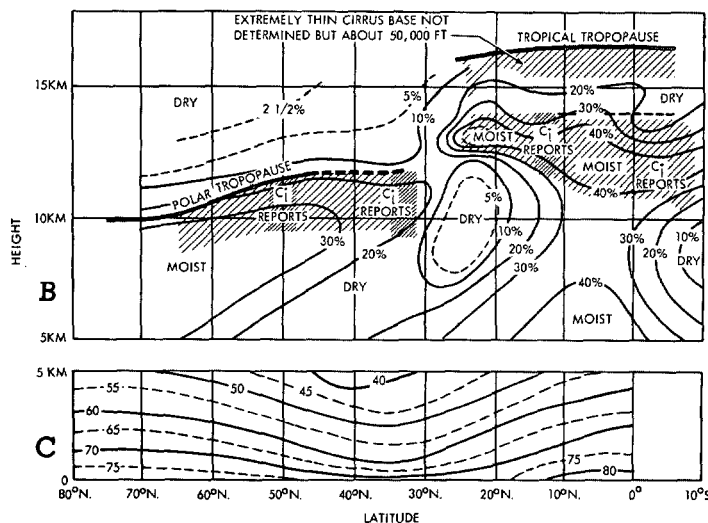 EXTREMELY THIN CIRRUS BASE NOT
DETERMINED BUT ABOUT 50,000 FT
TROPICAL TROPOPAUSE
15KM
DRY
2 1/2%
5%
10%
20%
30%
DRY
MOIST
Ci
REPORTS
40%
MOIST
Ci
REPORTS
40%
POLAR TROPOPAUSE
Ci
REPORTS
Ci
REPORTS
10KM
HEIGHT
30%
20%
MOIST
DRY
DRY
5%
10%
20%
30%
40%
MOIST
30%
20%
10%
DRY
B
5KM
5 KM
55
50
45
40
60
65
70
75
75
80
C
0
80°N.
70°N.
60°N.
50°N.
40°N.
30°N.
20°N.
10°N.
0°
10°S
LATITUDE